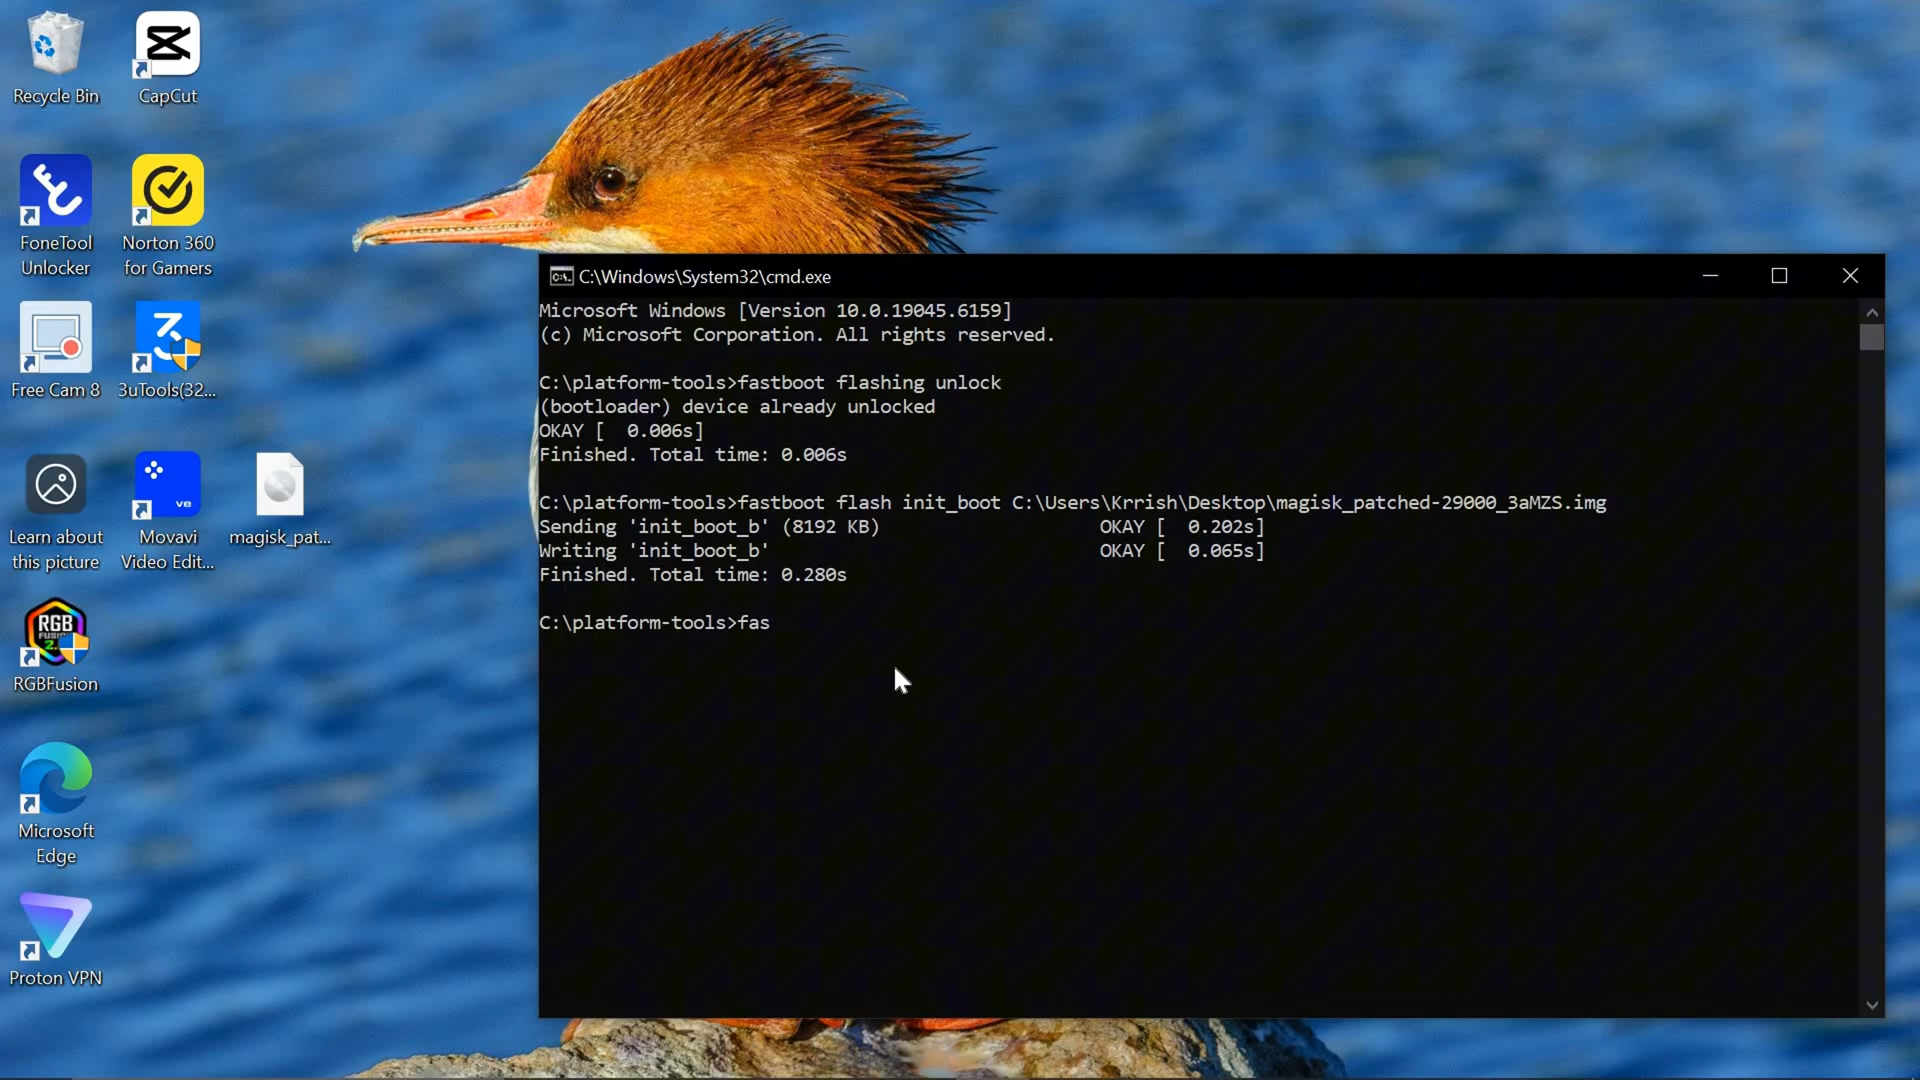 Recycle Bin
CapCut
FoneTool
Unlocker
Norton 360
for Gamers
Free Cam 8
3uTools(32...
Learn about
this picture
ve
Movavi
Video Edit...
magisk_pat...
RGB
FUSION
2.
RGBFusion
Microsoft
Edge
Proton VPN
C:\Windows\System32\cmd.exe
Microsoft Windows [Version 10.0.19045.6159]
(c) Microsoft Corporation. All rights reserved.
C:\platform-tools>fastboot flashing unlock
(bootloader) device already unlocked
OKAY [  0.006s]
Finished. Total time: 0.006s
C:\platform-tools>fastboot flash init_boot C:\Users\Krrish\Desktop\magisk_patched-29000_3aMZS.img
Sending 'init_boot_b' (8192 KB)                    OKAY [  0.202s]
Writing 'init_boot_b'                              OKAY [  0.065s]
Finished. Total time: 0.280s
C:\platform-tools>fas